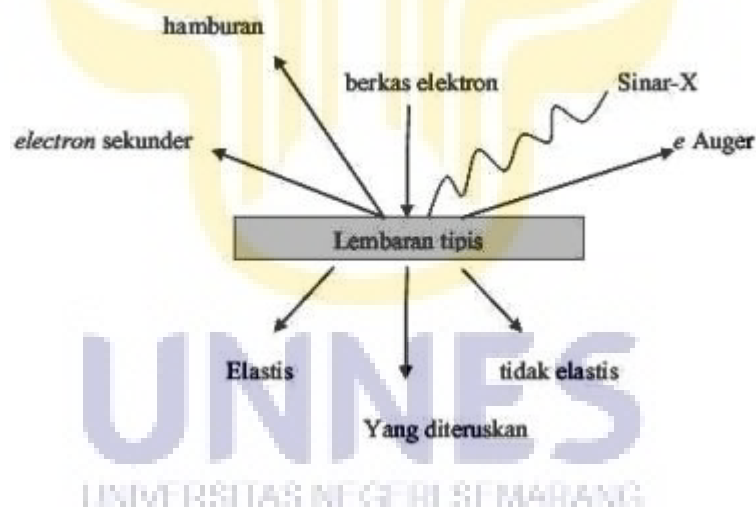 hamburan
berkas elektron
Sinar-X
electron sekunder
e Auger
Lembaran tipis
Elastis
tidak elastis
Yang diteruskan
UNNES
UNIVERSITAS NEGERI SEMARANG